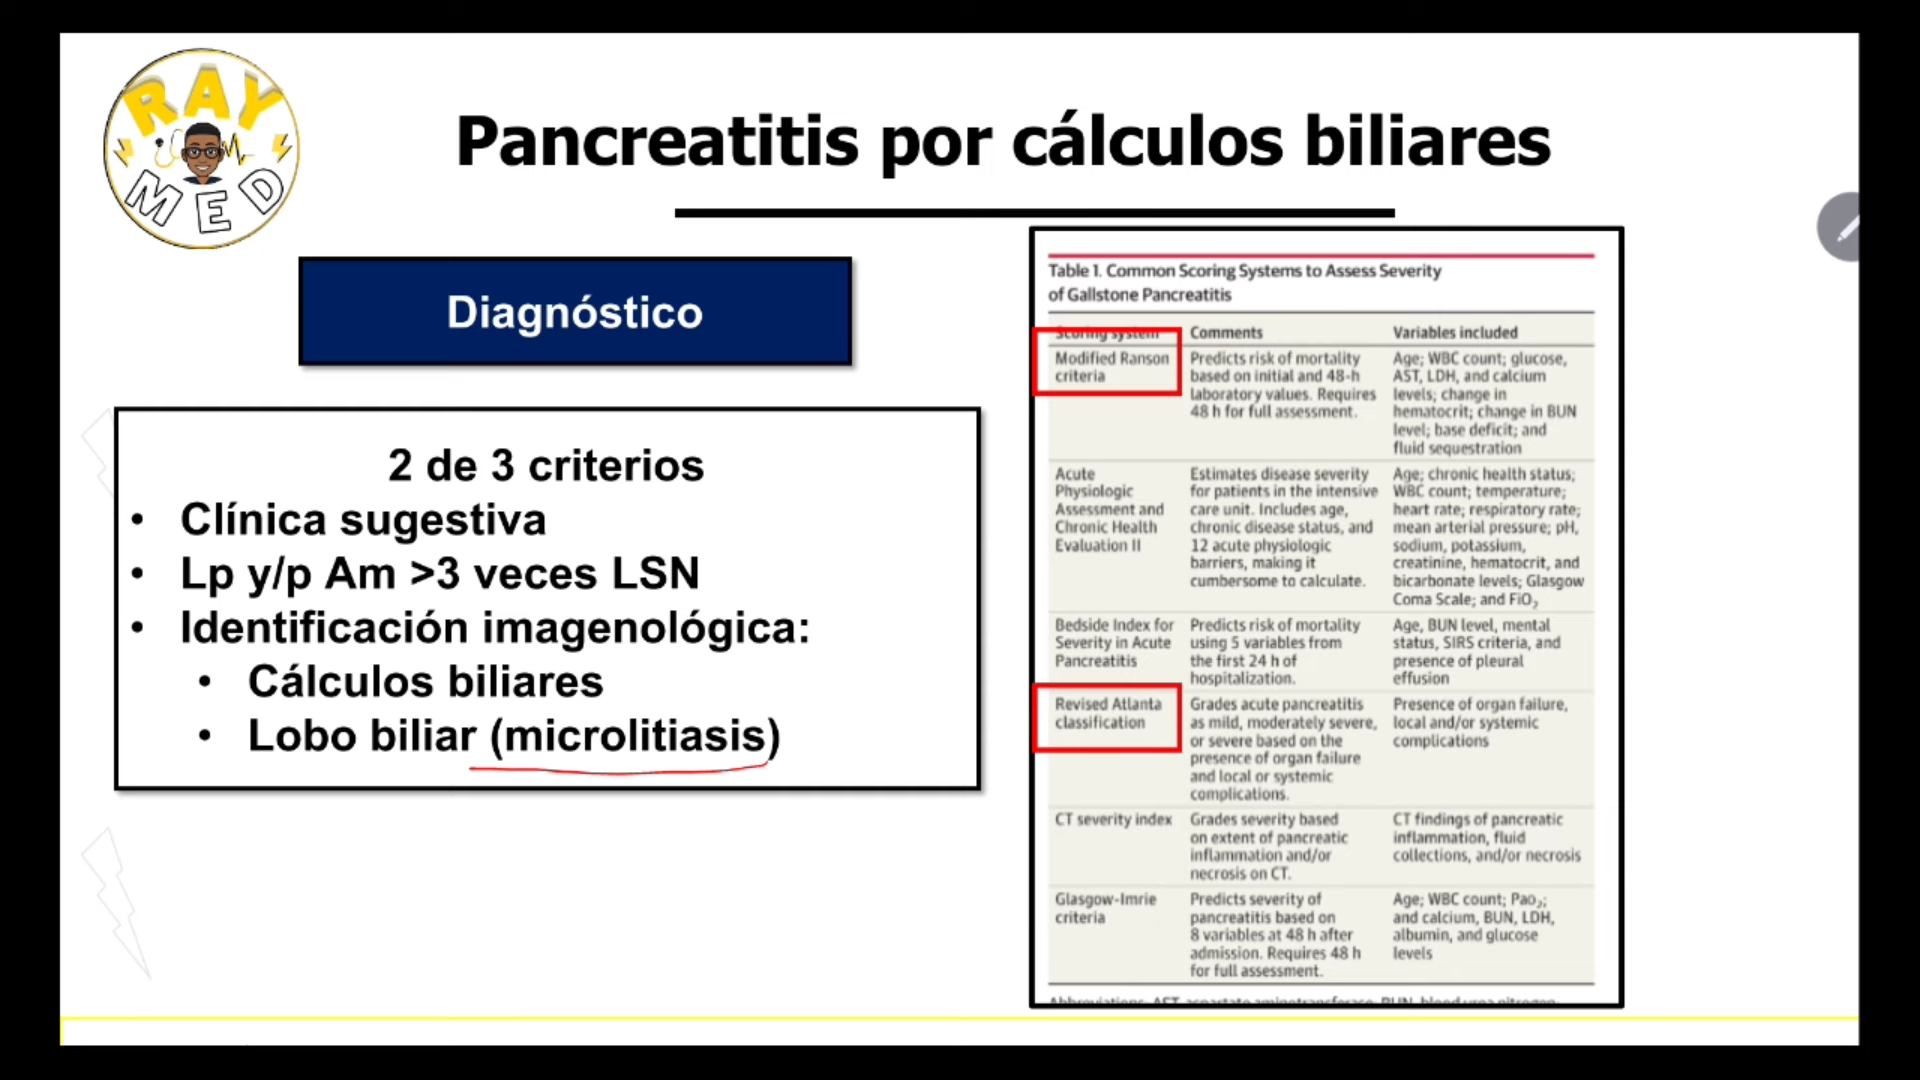 RAY
MED
Pancreatitis por cálculos biliares
Diagnóstico
2 de 3 criterios
• Clínica sugestiva
• Lp y/p Am >3 veces LSN
• Identificación imagenológica:
• Cálculos biliares
• Lobo biliar (microlitiasis)
Table 1. Common Scoring Systems to Assess Severity
of Gallstone Pancreatitis
Scoring system Comments Variables included
Modified Ranson
criteria
Predicts risk of mortality
based on initial and 48-h
laboratory values. Requires
48 h for full assessment.
Age; WBC count; glucose,
AST, LDH, and calcium
levels; change in
hematocrit; change in BUN
level; base deficit; and
fluid sequestration
Acute
Physiologic
Assessment and
Chronic Health
Evaluation II
Estimates disease severity
for patients in the intensive
care unit. Includes age,
chronic disease status, and
12 acute physiologic
barriers, making it
cumbersome to calculate.
Age; chronic health status;
WBC count; temperature;
heart rate; respiratory rate;
mean arterial pressure; pH,
sodium, potassium,
creatinine, hematocrit, and
bicarbonate levels; Glasgow
Coma Scale; and FiO2
Bedside Index for
Severity in Acute
Pancreatitis
Predicts risk of mortality
using 5 variables from
the first 24 h of
hospitalization.
Age, BUN level, mental
status, SIRS criteria, and
presence of pleural
effusion
Revised Atlanta
classification
Grades acute pancreatitis
as mild, moderately severe,
or severe based on the
presence of organ failure
and local or systemic
complications.
Presence of organ failure,
local and/or systemic
complications
CT severity index
Grades severity based
on extent of pancreatic
inflammation and/or
necrosis on CT.
CT findings of pancreatic
inflammation, fluid
collections, and/or necrosis
Glasgow-Imrie
criteria
Predicts severity of
pancreatitis based on
8 variables at 48 h after
admission. Requires 48 h
for full assessment.
Age; WBC count; Pao2;
and calcium, BUN, LDH,
albumin, and glucose
levels
Abbreviations: AST, aspartate aminotransferase; BUN, blood urea nitrogen;